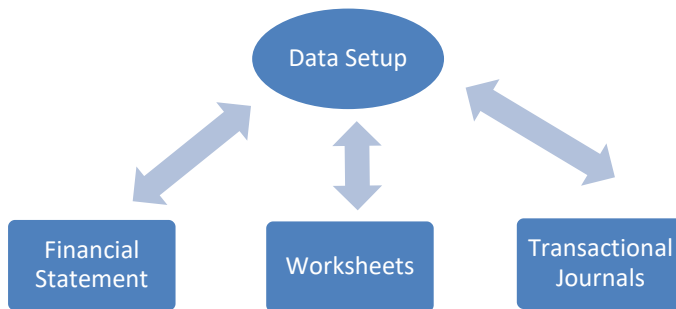 Data Setup
Financial
Statement
Worksheets
Transactional
Journals